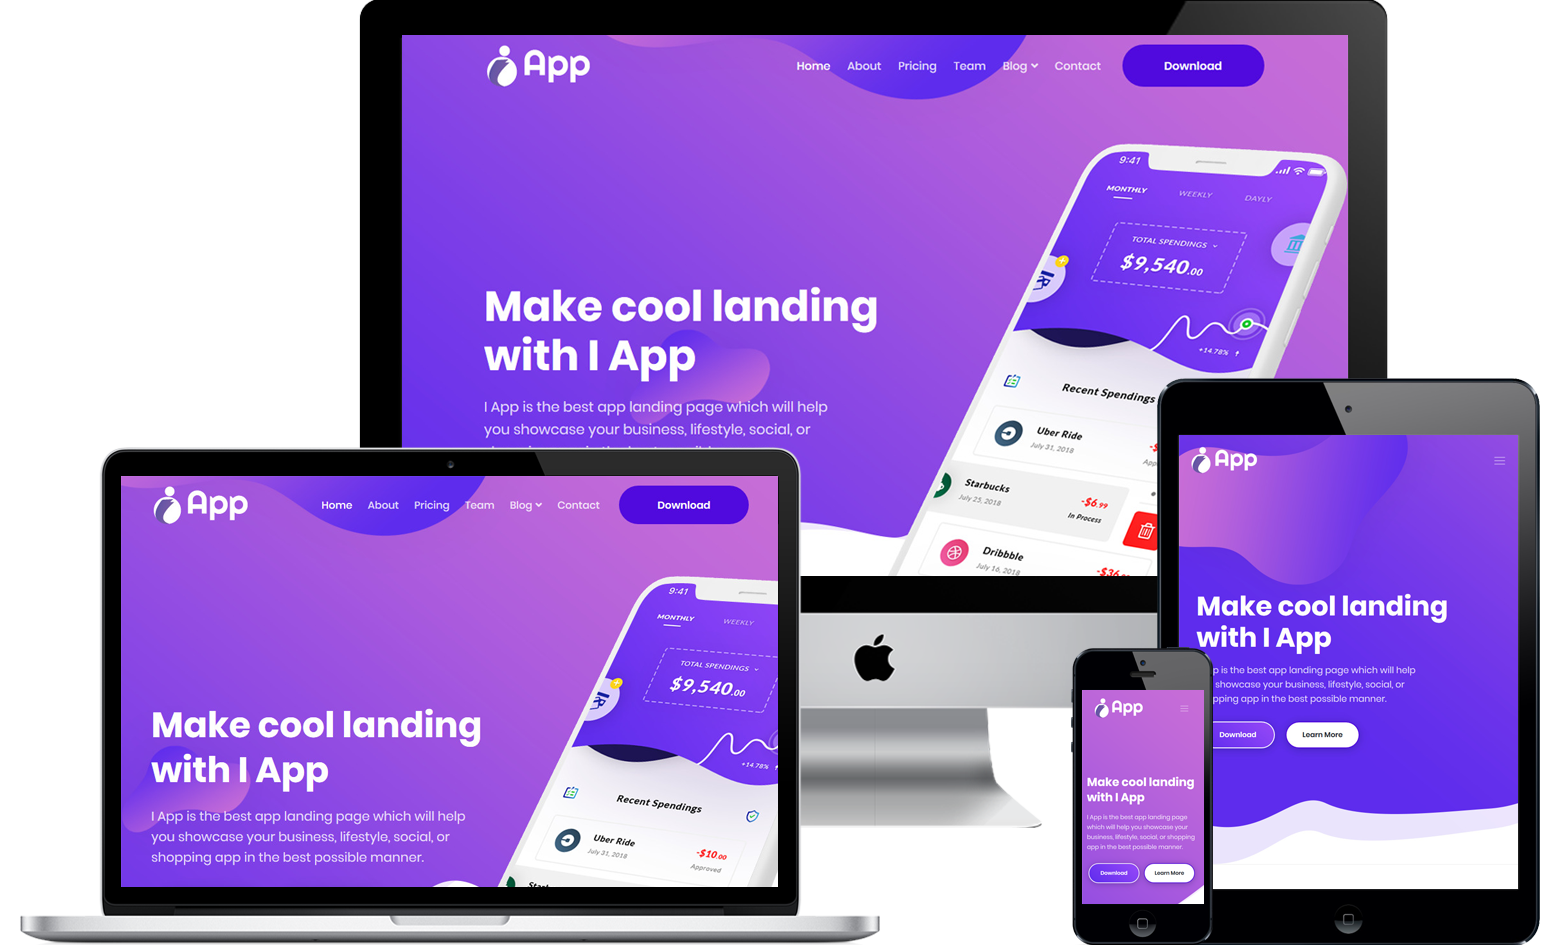 App
Home About Pricing Team Blog Contact Download
9:41
MONTHLY WEEKLY DAYLY
TOTAL SPENDINGS
$9,540.00
+14.78%
Make cool landing
with I App
I App is the best app landing page which will help
you showcase your business, lifestyle, social, or
Recent Spendings
Uber Ride
July 31, 2018
Starbucks
July 25, 2018
-$6.99
In Process
Dribbble
July 16, 2018
-$36
App
Home About Pricing Team Blog Contact Download
9:41
MONTHLY WEEKLY
TOTAL SPENDINGS
$9,540.00
+14.78%
Make cool landing
with I App
I App is the best app landing page which will help
you showcase your business, lifestyle, social, or
shopping app in the best possible manner.
Recent Spendings
Uber Ride
July 31, 2018
-$10.00
Approved
App
Make cool landing
with I App
is the best app landing page which will help
showcase your business, lifestyle, social, or
pping app in the best possible manner.
Download Learn More
App
Make cool landing
with I App
I App is the best app landing page
which will help you showcase your
business, lifestyle, social, or shopping
app in the best possible manner.
Download Learn More